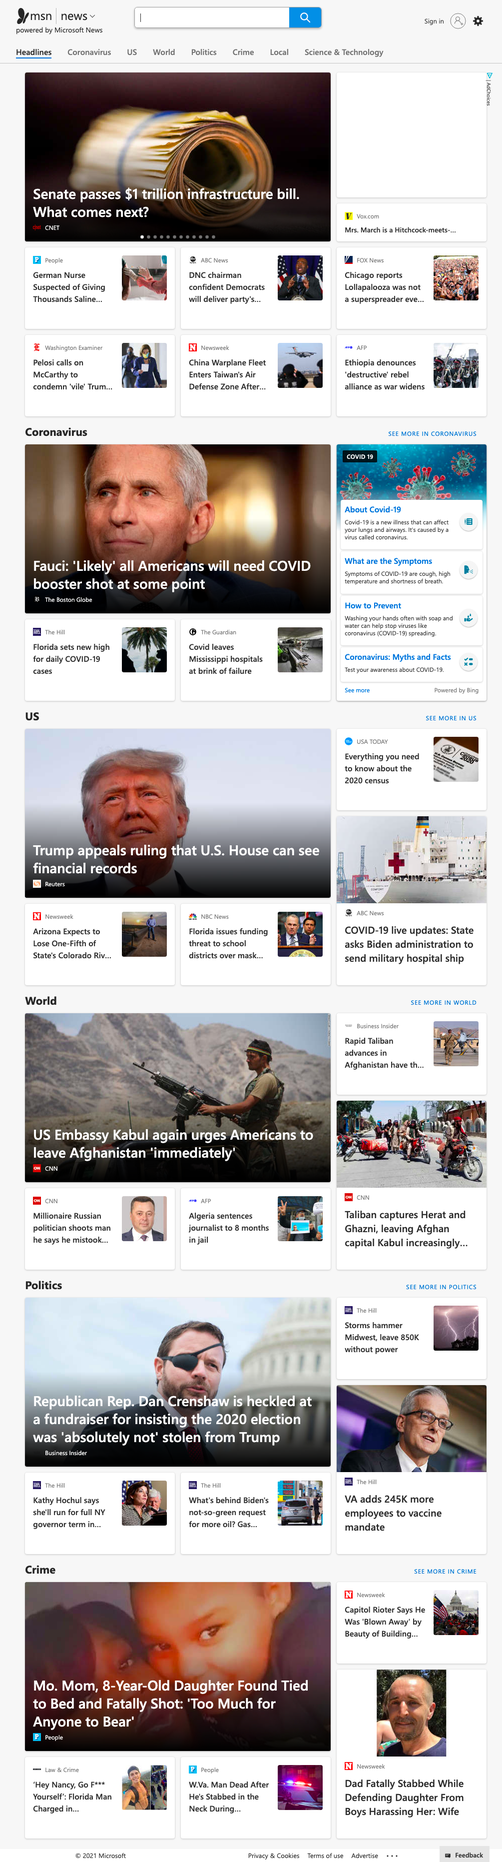 msn | news
powered by Microsoft News
Sign in
Headlines Coronavirus US World Politics Crime Local Science & Technology
Senate passes $1 trillion infrastructure bill.
What comes next?
CNET
AdChoices
Vox.com
Mrs. March is a Hitchcock-meets-...
People
German Nurse
Suspected of Giving
Thousands Saline...
ABC News
DNC chairman
confident Democrats
will deliver party's...
FOX News
Chicago reports
Lollapalooza was not
a superspreader eve...
Washington Examiner
Pelosi calls on
McCarthy to
condemn 'vile' Trum...
Newsweek
China Warplane Fleet
Enters Taiwan's Air
Defense Zone After...
AFP
Ethiopia denounces
'destructive' rebel
alliance as war widens
Coronavirus
SEE MORE IN CORONAVIRUS
Fauci: 'Likely' all Americans will need COVID
booster shot at some point
The Boston Globe
COVID 19
About Covid-19
Covid-19 is a new illness that can affect
your lungs and airways. It's caused by a
virus called coronavirus.
What are the Symptoms
Symptoms of COVID-19 are cough, high
temperature and shortness of breath.
How to Prevent
Washing your hands often with soap and
water can help stop viruses like
coronavirus (COVID-19) spreading.
Coronavirus: Myths and Facts
Test your awareness about COVID-19.
See more
Powered by Bing
The Hill
Florida sets new high
for daily COVID-19
cases
The Guardian
Covid leaves
Mississippi hospitals
at brink of failure
US
SEE MORE IN US
Trump appeals ruling that U.S. House can see
financial records
Reuters
USA TODAY
Everything you need
to know about the
2020 census
ABC News
COVID-19 live updates: State
asks Biden administration to
send military hospital ship
Newsweek
Arizona Expects to
Lose One-Fifth of
State's Colorado Riv...
NBC News
Florida issues funding
threat to school
districts over mask...
World
SEE MORE IN WORLD
US Embassy Kabul again urges Americans to
leave Afghanistan 'immediately'
CNN
Business Insider
Rapid Taliban
advances in
Afghanistan have th...
CNN
Taliban captures Herat and
Ghazni, leaving Afghan
capital Kabul increasingly...
CNN
Millionaire Russian
politician shoots man
he says he mistook...
AFP
Algeria sentences
journalist to 8 months
in jail
Politics
SEE MORE IN POLITICS
Republican Rep. Dan Crenshaw is heckled at
a fundraiser for insisting the 2020 election
was 'absolutely not' stolen from Trump
Business Insider
The Hill
Storms hammer
Midwest, leave 850K
without power
The Hill
VA adds 245K more
employees to vaccine
mandate
The Hill
Kathy Hochul says
she'll run for full NY
governor term in...
The Hill
What's behind Biden's
not-so-green request
for more oil? Gas...
Crime
SEE MORE IN CRIME
Mo. Mom, 8-Year-Old Daughter Found Tied
to Bed and Fatally Shot: 'Too Much for
Anyone to Bear'
People
Newsweek
Capitol Rioter Says He
Was 'Blown Away' by
Beauty of Building...
Newsweek
Dad Fatally Stabbed While
Defending Daughter From
Boys Harassing Her: Wife
Law & Crime
'Hey Nancy, Go F***
Yourself': Florida Man
Charged in...
People
W.Va. Man Dead After
He's Stabbed in the
Neck During...
© 2021 Microsoft
Privacy & Cookies Terms of use Advertise ...
Feedback